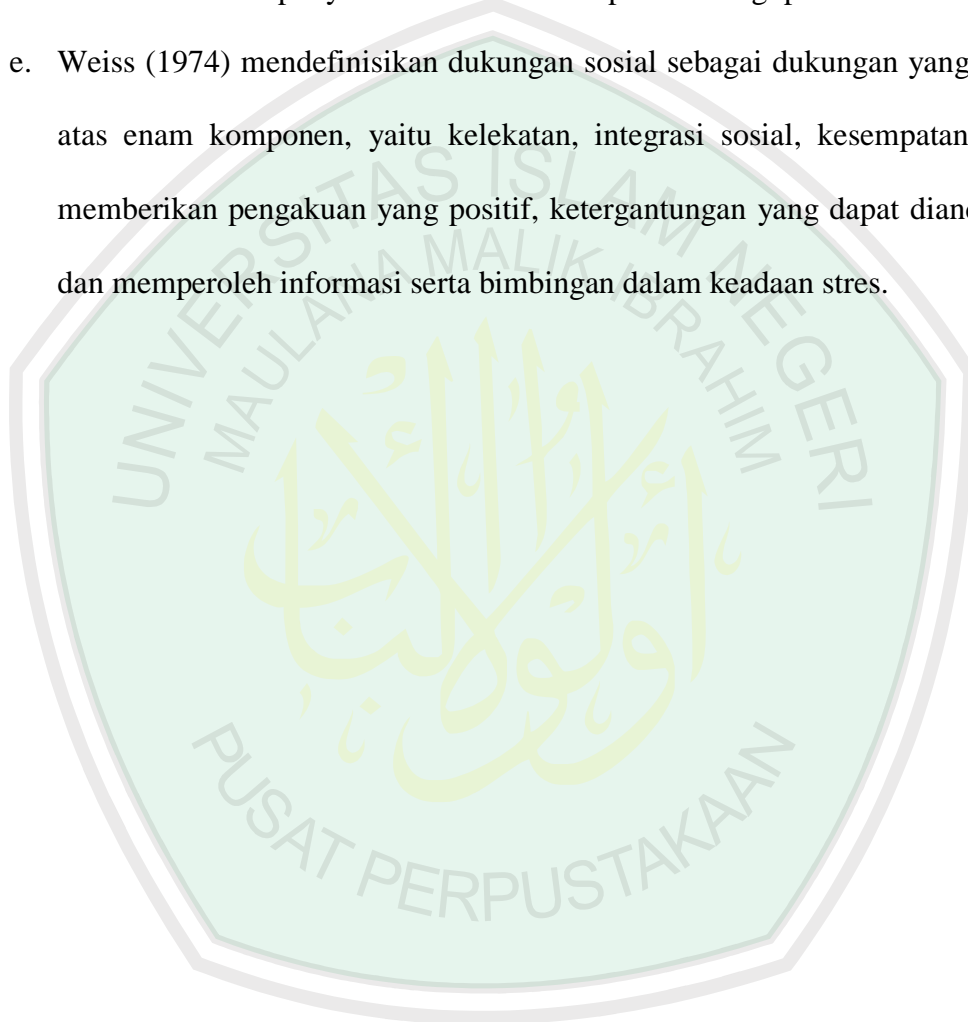 e. Weiss (1974) mendefinisikan dukungan sosial sebagai dukungan yang
atas enam komponen, yaitu kelekatan, integrasi sosial, kesempatan
memberikan pengakuan yang positif, ketergantungan yang dapat
dan memperoleh informasi serta bimbingan dalam keadaan stres.
UNIVERSITAS ISLAM NEGERI
MAULANA MALIK IBRAHIM
PUSAT PERPUSTAKAAN